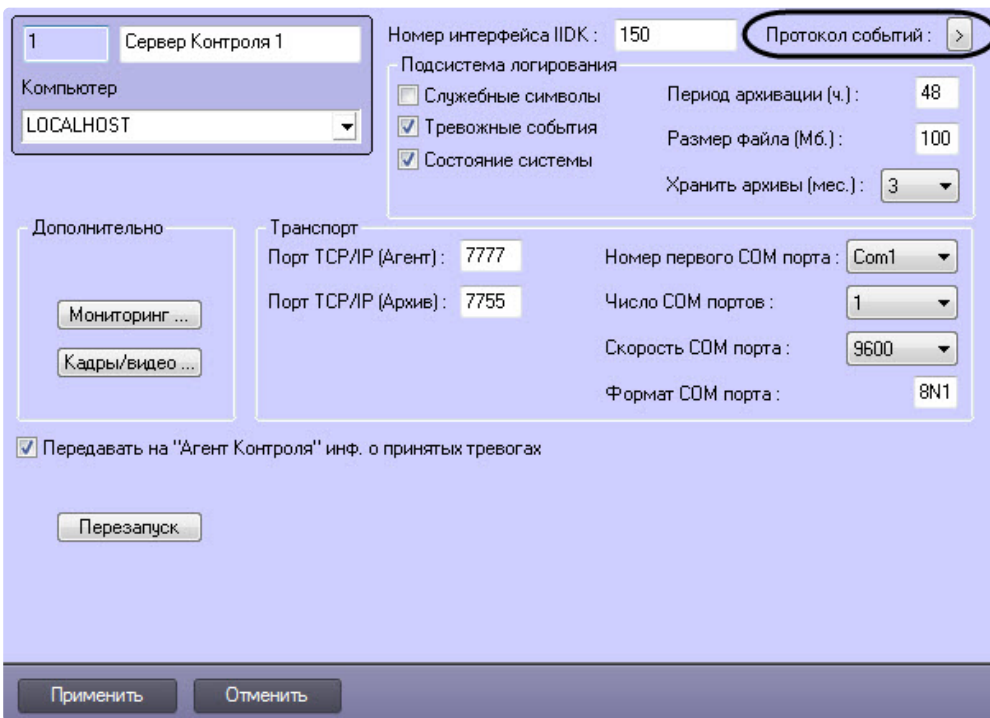 1
Сервер Контроля 1
Номер интерфейса IIDK : 150
Протокол событий : >
Компьютер
LOCALHOST
Подсистема логирования
Служебные символы
Тревожные события
Состояние системы
Период архивации (ч.) : 48
Размер файла (Мб.) : 100
Хранить архивы (мес.) : 3
Дополнительно
Мониторинг ...
Кадры/видео ...
Транспорт
Порт TCP/IP (Агент) : 7777
Порт TCP/IP (Архив) : 7755
Номер первого COM порта : Com1
Число COM портов : 1
Скорость COM порта : 9600
Формат COM порта : 8N1
Передавать на "Агент Контроля" инф. о принятых тревогах
Перезапуск
Применить
Отменить